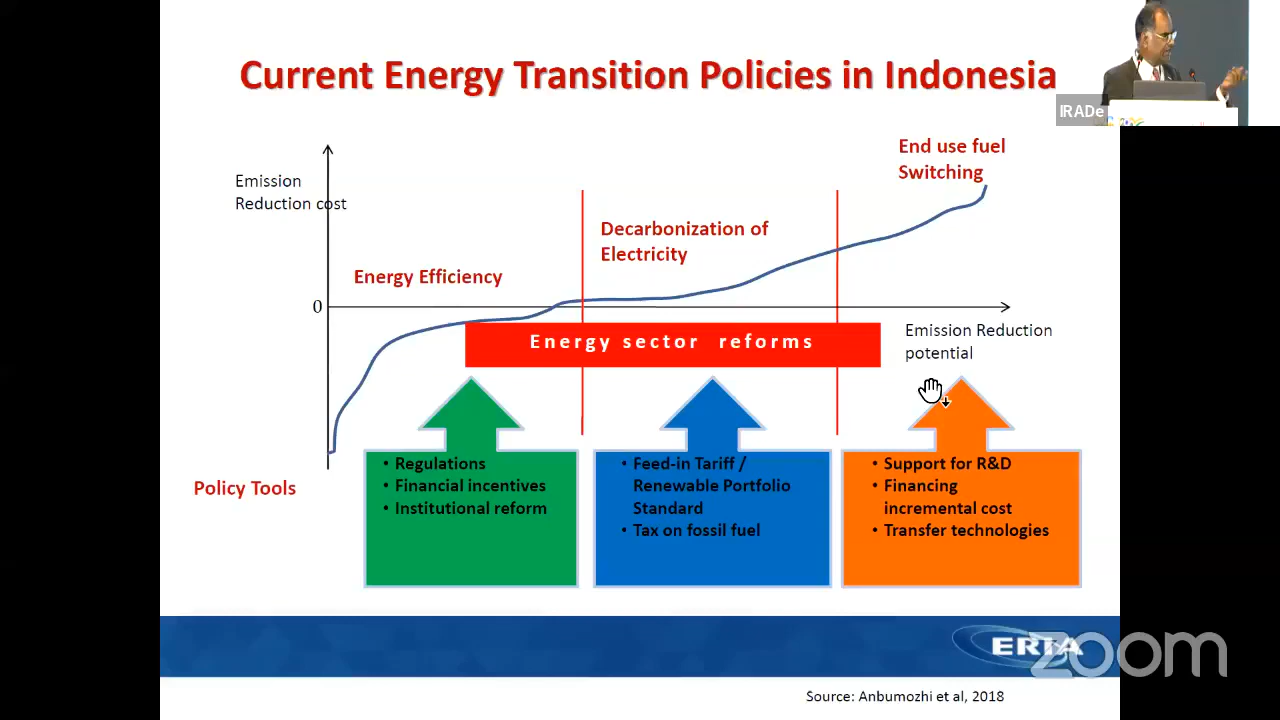 Current Energy Transition Policies in Indonesia
IRADe
End use fuel
Switching
Emission
Reduction cost
Decarbonization of
Electricity
Energy Efficiency
0
Energy sector reforms
Emission Reduction
potential
Policy Tools
• Regulations
• Financial incentives
• Institutional reform
• Feed-in Tariff /
Renewable Portfolio
Standard
• Tax on fossil fuel
• Support for R&D
• Financing
incremental cost
• Transfer technologies
zoom
Source: Anbumozhi et al, 2018